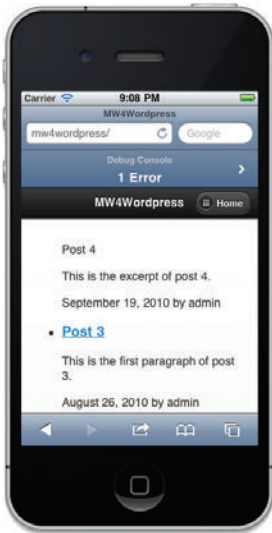 Carrier 9:08 PM
MW4Wordpress
mw4wordpress/ Google
Debug Console
1 Error
MW4Wordpress Home
Post 4
This is the excerpt of post 4.
September 19, 2010 by admin
• Post 3
This is the first paragraph of post
3.
August 26, 2010 by admin